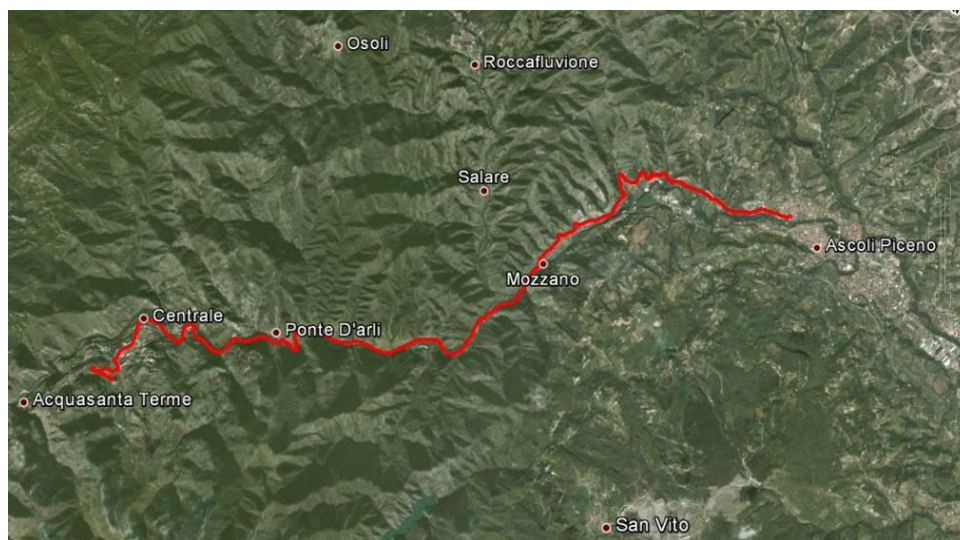 Osoli
Roccafluvione
Salare
Ascoli Piceno
Mozzano
Centrale
Ponte D'arli
Acquasanta Terme
San Vito